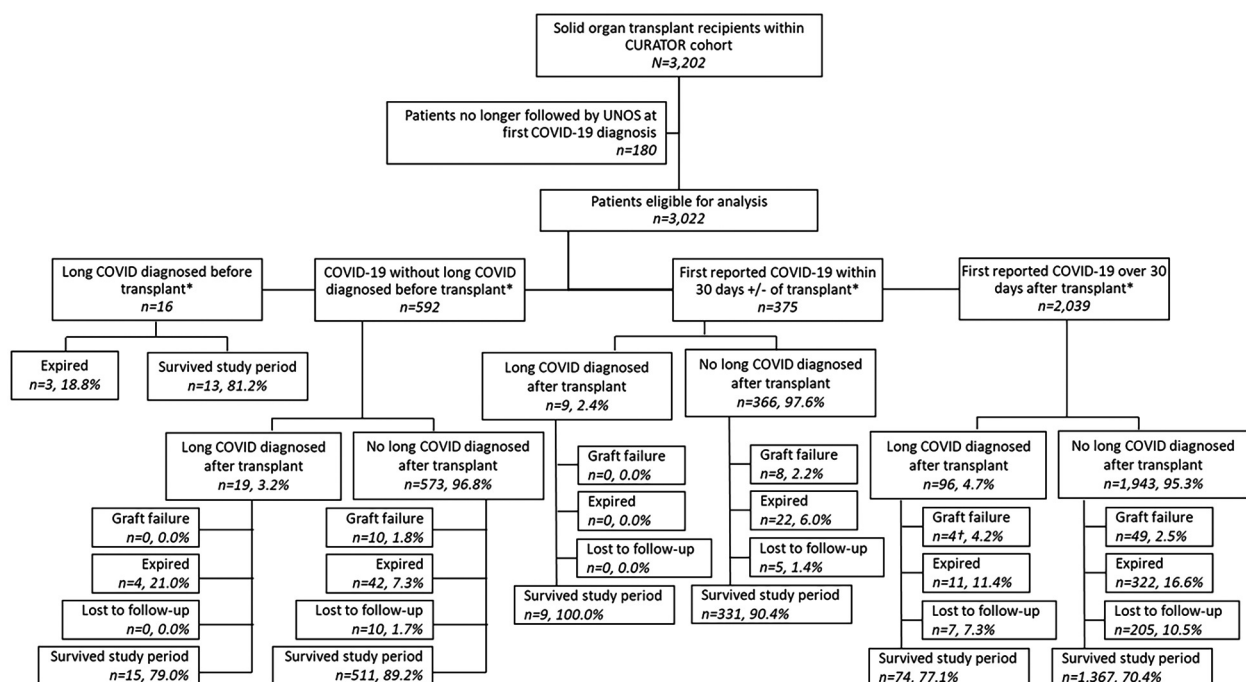 Solid organ transplant recipients within
CURATOR cohort
N=3,202
Patients no longer followed by UNOS at
first COVID-19 diagnosis
n=180
Patients eligible for analysis
n=3,022
Long COVID diagnosed before
transplant*
n=16
COVID-19 without long COVID
diagnosed before transplant*
n=592
First reported COVID-19 within
30 days +/- of transplant*
n=375
First reported COVID-19 over 30
days after transplant*
n=2,039
Expired
n=3, 18.8%
Survived study period
n=13, 81.2%
Long COVID diagnosed
after transplant
n=19, 3.2%
Graft failure
n=0, 0.0%
Expired
n=4, 21.0%
Lost to follow-up
n=0, 0.0%
Survived study period
n=15, 79.0%
No long COVID diagnosed
after transplant
n=573, 96.8%
Graft failure
n=10, 1.8%
Expired
n=42, 7.3%
Lost to follow-up
n=10, 1.7%
Survived study period
n=511, 89.2%
Long COVID diagnosed
after transplant
n=9, 2.4%
Graft failure
n=0, 0.0%
Expired
n=0, 0.0%
Lost to follow-up
n=0, 0.0%
Survived study period
n=9, 100.0%
No long COVID diagnosed
after transplant
n=366, 97.6%
Graft failure
n=8, 2.2%
Expired
n=22, 6.0%
Lost to follow-up
n=5, 1.4%
Survived study period
n=331, 90.4%
Long COVID diagnosed
after transplant
n=96, 4.7%
Graft failure
n=4†, 4.2%
Expired
n=11, 11.4%
Lost to follow-up
n=7, 7.3%
Survived study period
n=74, 77.1%
No long COVID diagnosed
after transplant
n=1,943, 95.3%
Graft failure
n=49, 2.5%
Expired
n=322, 16.6%
Lost to follow-up
n=205, 10.5%
Survived study period
n=1,367, 70.4%